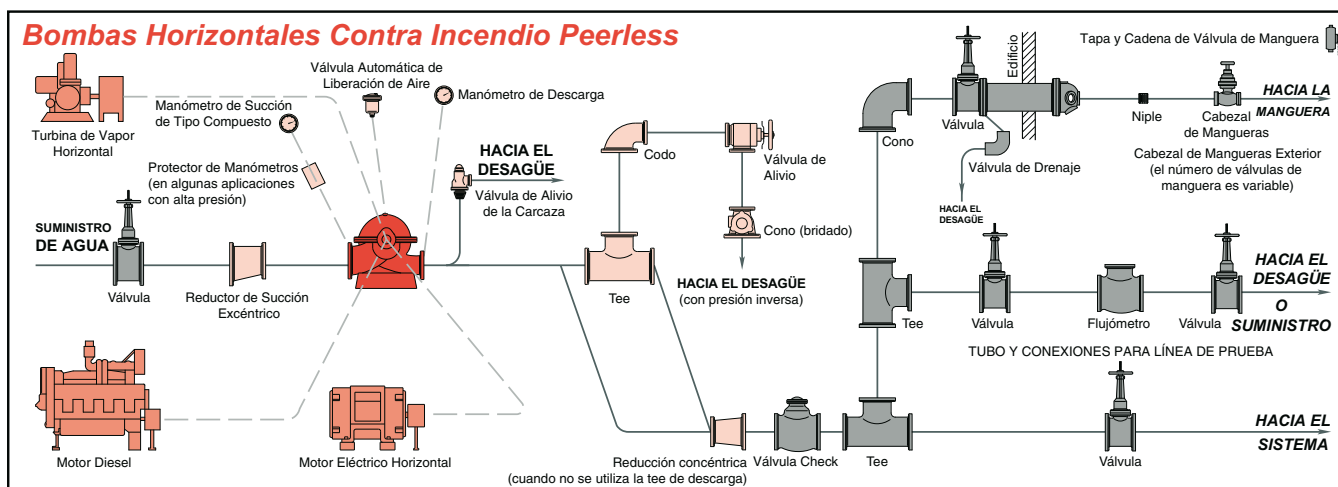 Bombas Horizontales Contra Incendio Peerless
Turbina de Vapor
Horizontal
Manómetro de Succión
de Tipo Compuesto
Válvula Automática de
Liberación de Aire
Manómetro de Descarga
Protector de Manómetros
(en algunas aplicaciones
con alta presión)
HACIA EL
DESAGÜE
Válvula de Alivio
de la Carcaza
SUMINISTRO
DE AGUA
Válvula
Reductor de Succión
Excéntrico
Motor Diesel
Motor Eléctrico Horizontal
Codo
Válvula de
Alivio
Cono (bridado)
HACIA EL DESAGÜE
(con presión inversa)
Tee
Reducción concéntrica
(cuando no se utiliza la tee de descarga)
Válvula Check
Tee
Válvula
HACIA EL
SISTEMA
Cono
Válvula
Edificio
Válvula de Drenaje
HACIA EL
DESAGÜE
Tapa y Cadena de Válvula de Manguera
Niple
Cabezal
de Mangueras
HACIA LA
MANGUERA
Cabezal de Mangueras Exterior
(el número de válvulas de
manguera es variable)
Tee
Válvula
Flujómetro
Válvula
HACIA EL
DESAGÜE
O
SUMINISTRO
TUBO Y CONEXIONES PARA LÍNEA DE PRUEBA